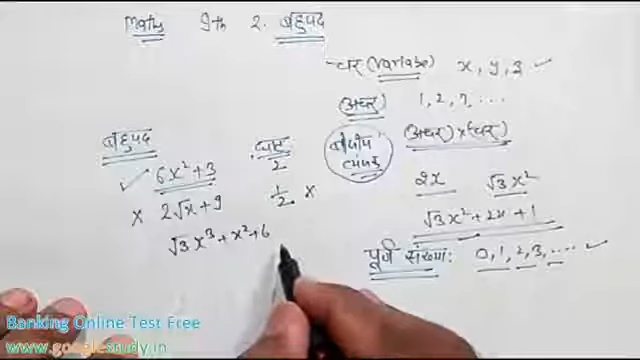 Maths 9th 2. बहुपद
चर (Variable) x, y, z ✓
(अचर) 1, 2, 7, ...
(अचर)×(चर)
बीजीय व्यंजक
2x √3x²
√3x² + 2x + 1
पूर्ण संख्या: 0, 1, 2, 3, .... ✓
बहुपद घात
✓ 6x² + 3 2
× 2√x + 9 1/2. ×
√3 x³ + x² + 6
Banking Online Test Free
www.googlestudy.in